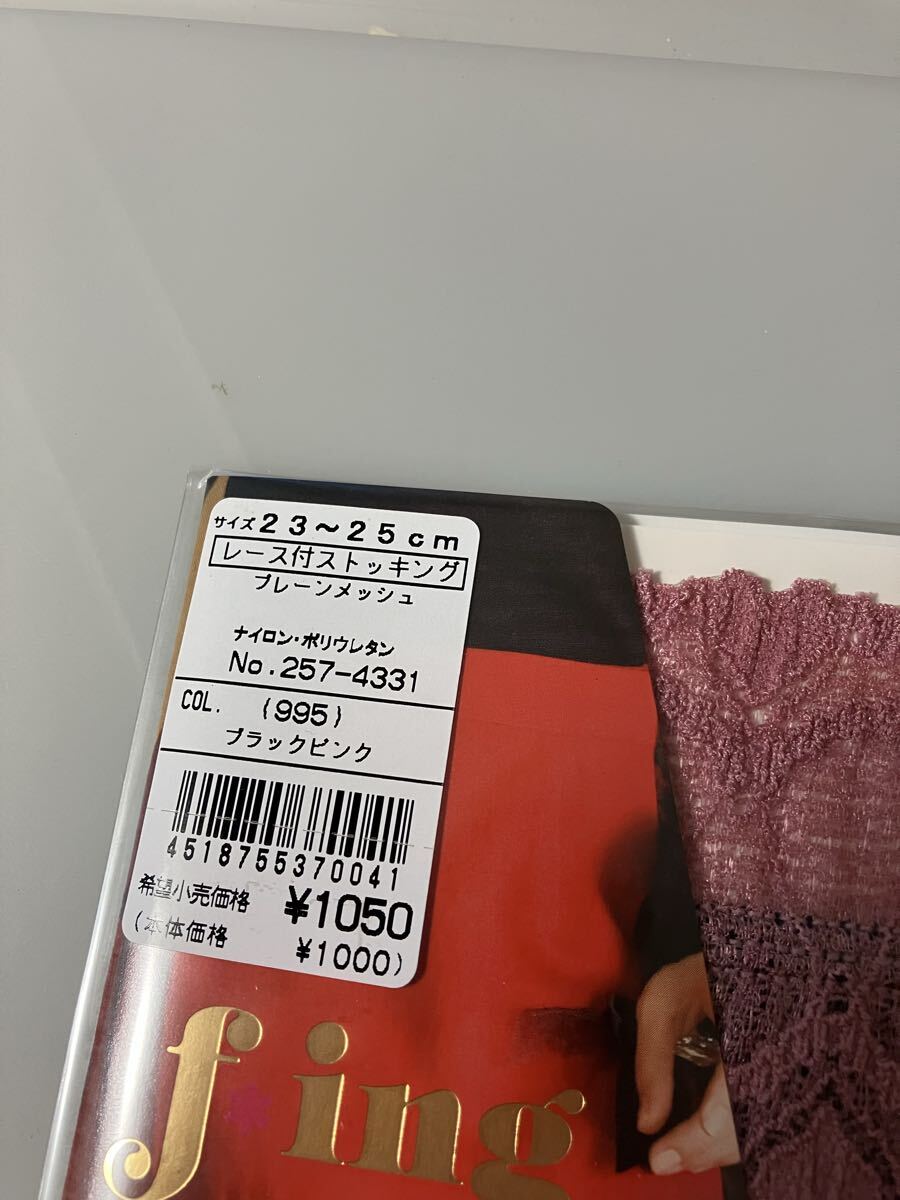 サイズ 23～25cm
レース付ストッキング
プレーンメッシュ
ナイロン・ポリウレタン
No.257-4331
COL. (995)
ブラックピンク
4518755370041
希望小売価格 ¥1050
(本体価格 ¥1000)
f*ing